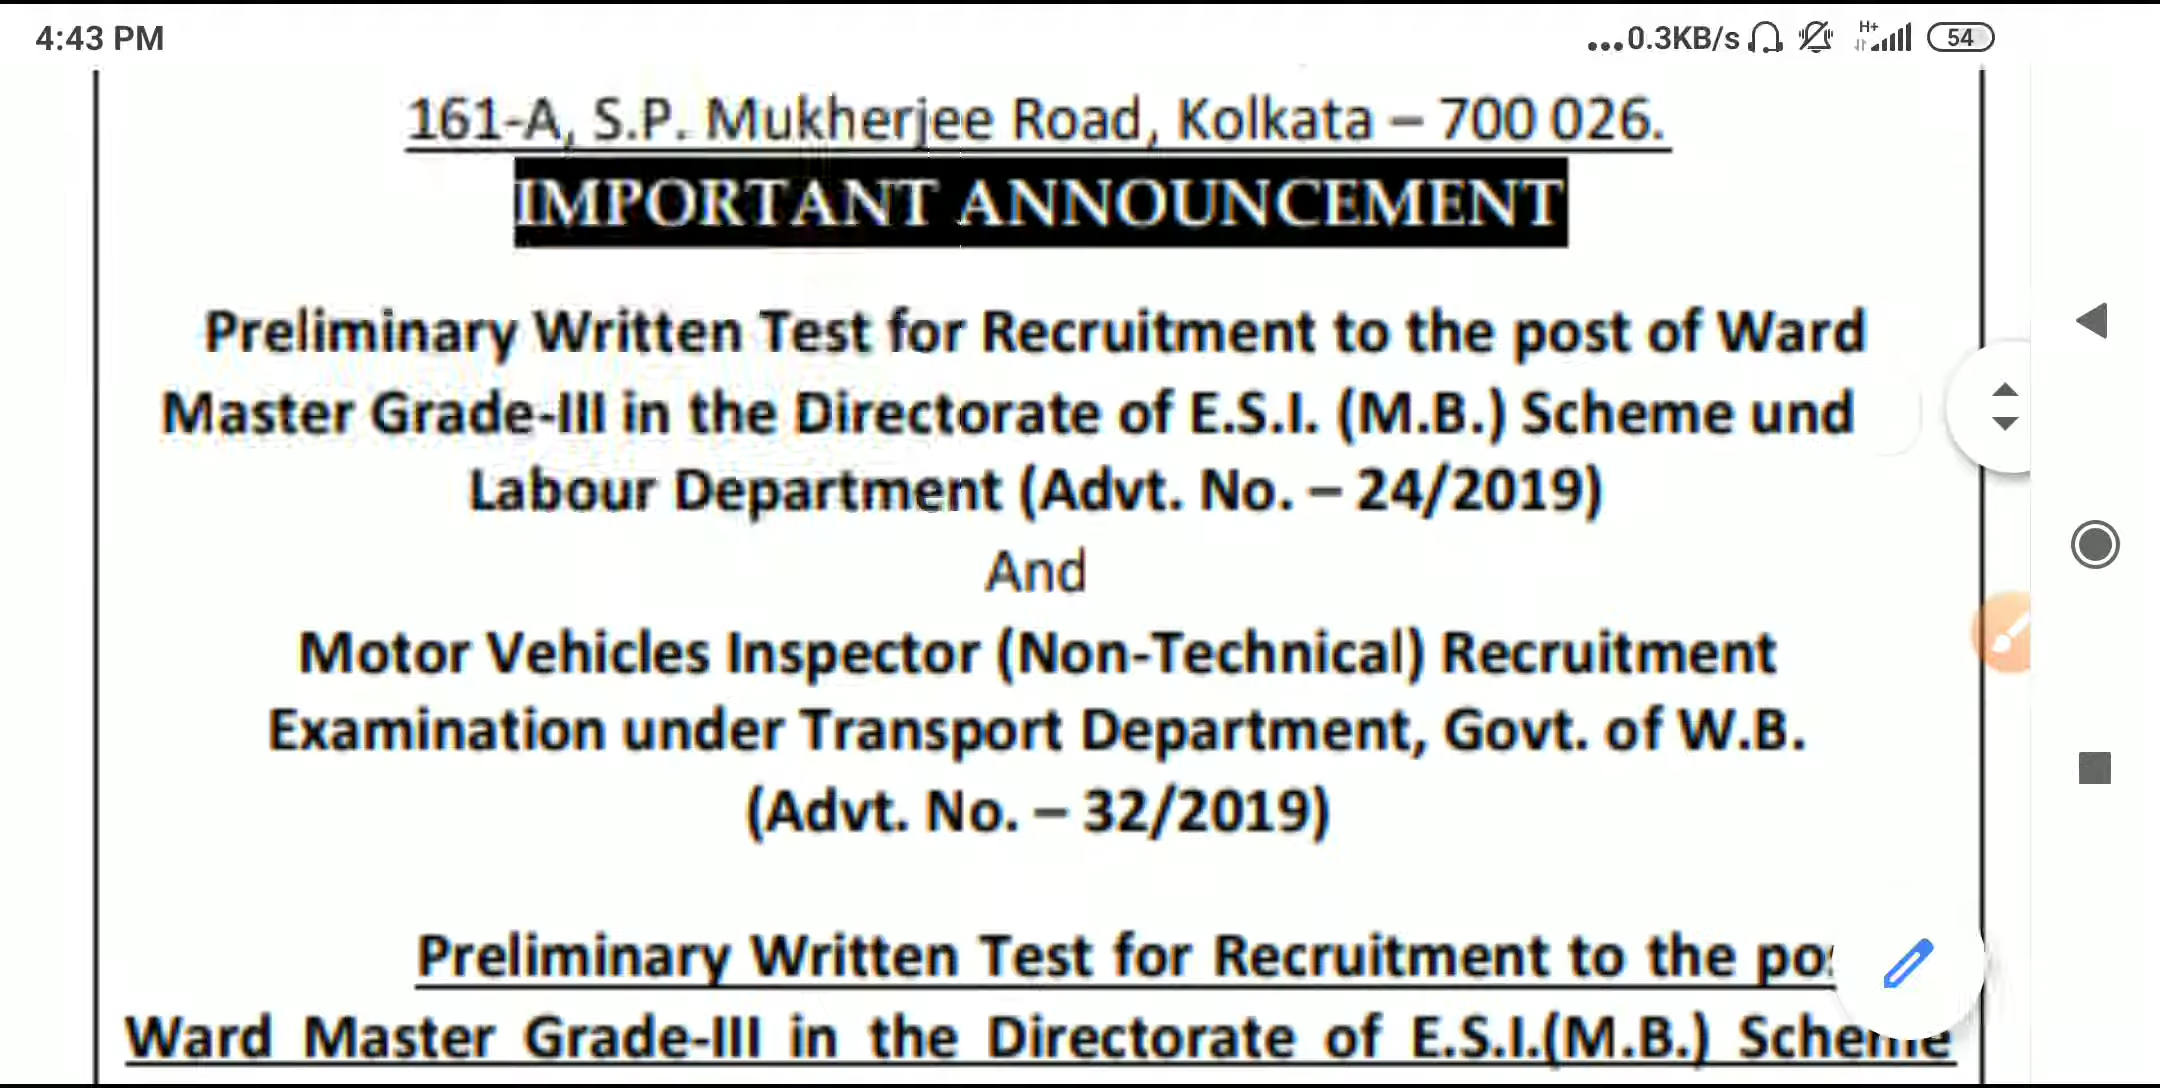 4:43 PM
...0.3KB/s H+ 54
161-A, S.P. Mukherjee Road, Kolkata – 700 026.
IMPORTANT ANNOUNCEMENT
Preliminary Written Test for Recruitment to the post of Ward
Master Grade-III in the Directorate of E.S.I. (M.B.) Scheme und
Labour Department (Advt. No. – 24/2019)
And
Motor Vehicles Inspector (Non-Technical) Recruitment
Examination under Transport Department, Govt. of W.B.
(Advt. No. – 32/2019)
Preliminary Written Test for Recruitment to the pos
Ward Master Grade-III in the Directorate of E.S.I.(M.B.) Scheme